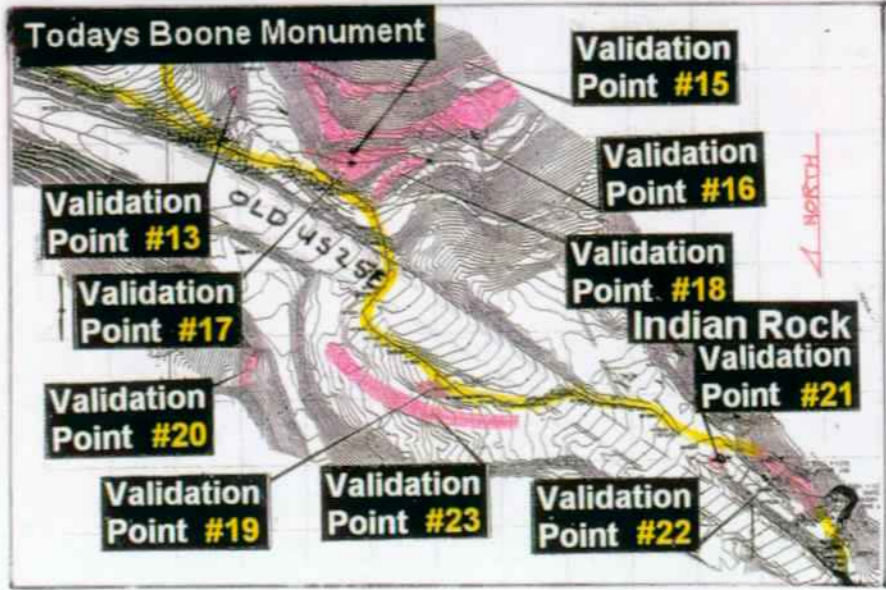 Todays Boone Monument
Validation
Point #15
Validation
Point #16
NORTH
Validation
Point #13
OLD US25E
Validation
Point #18
Validation
Point #17
Indian Rock
Validation
Point #21
Validation
Point #20
Validation
Point #19
Validation
Point #23
Validation
Point #22